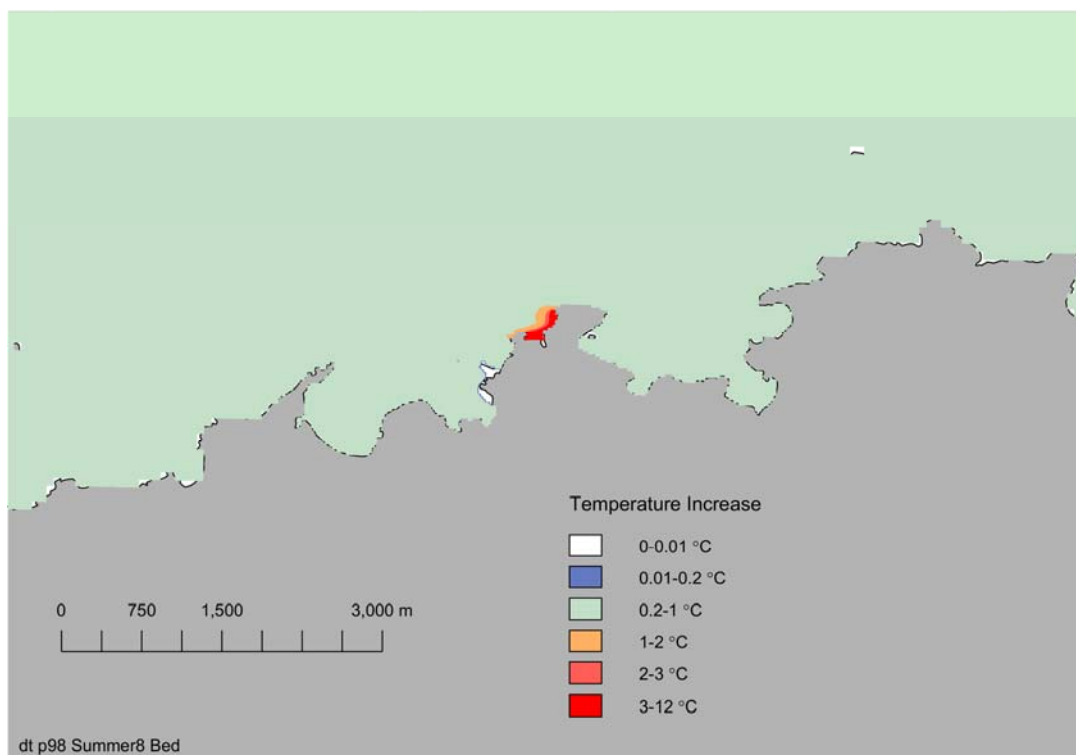 Temperature Increase
0-0.01 °C
0.01-0.2 °C
0.2-1 °C
1-2 °C
2-3 °C
3-12 °C
0 750 1,500 3,000 m
dt p98 Summer8 Bed